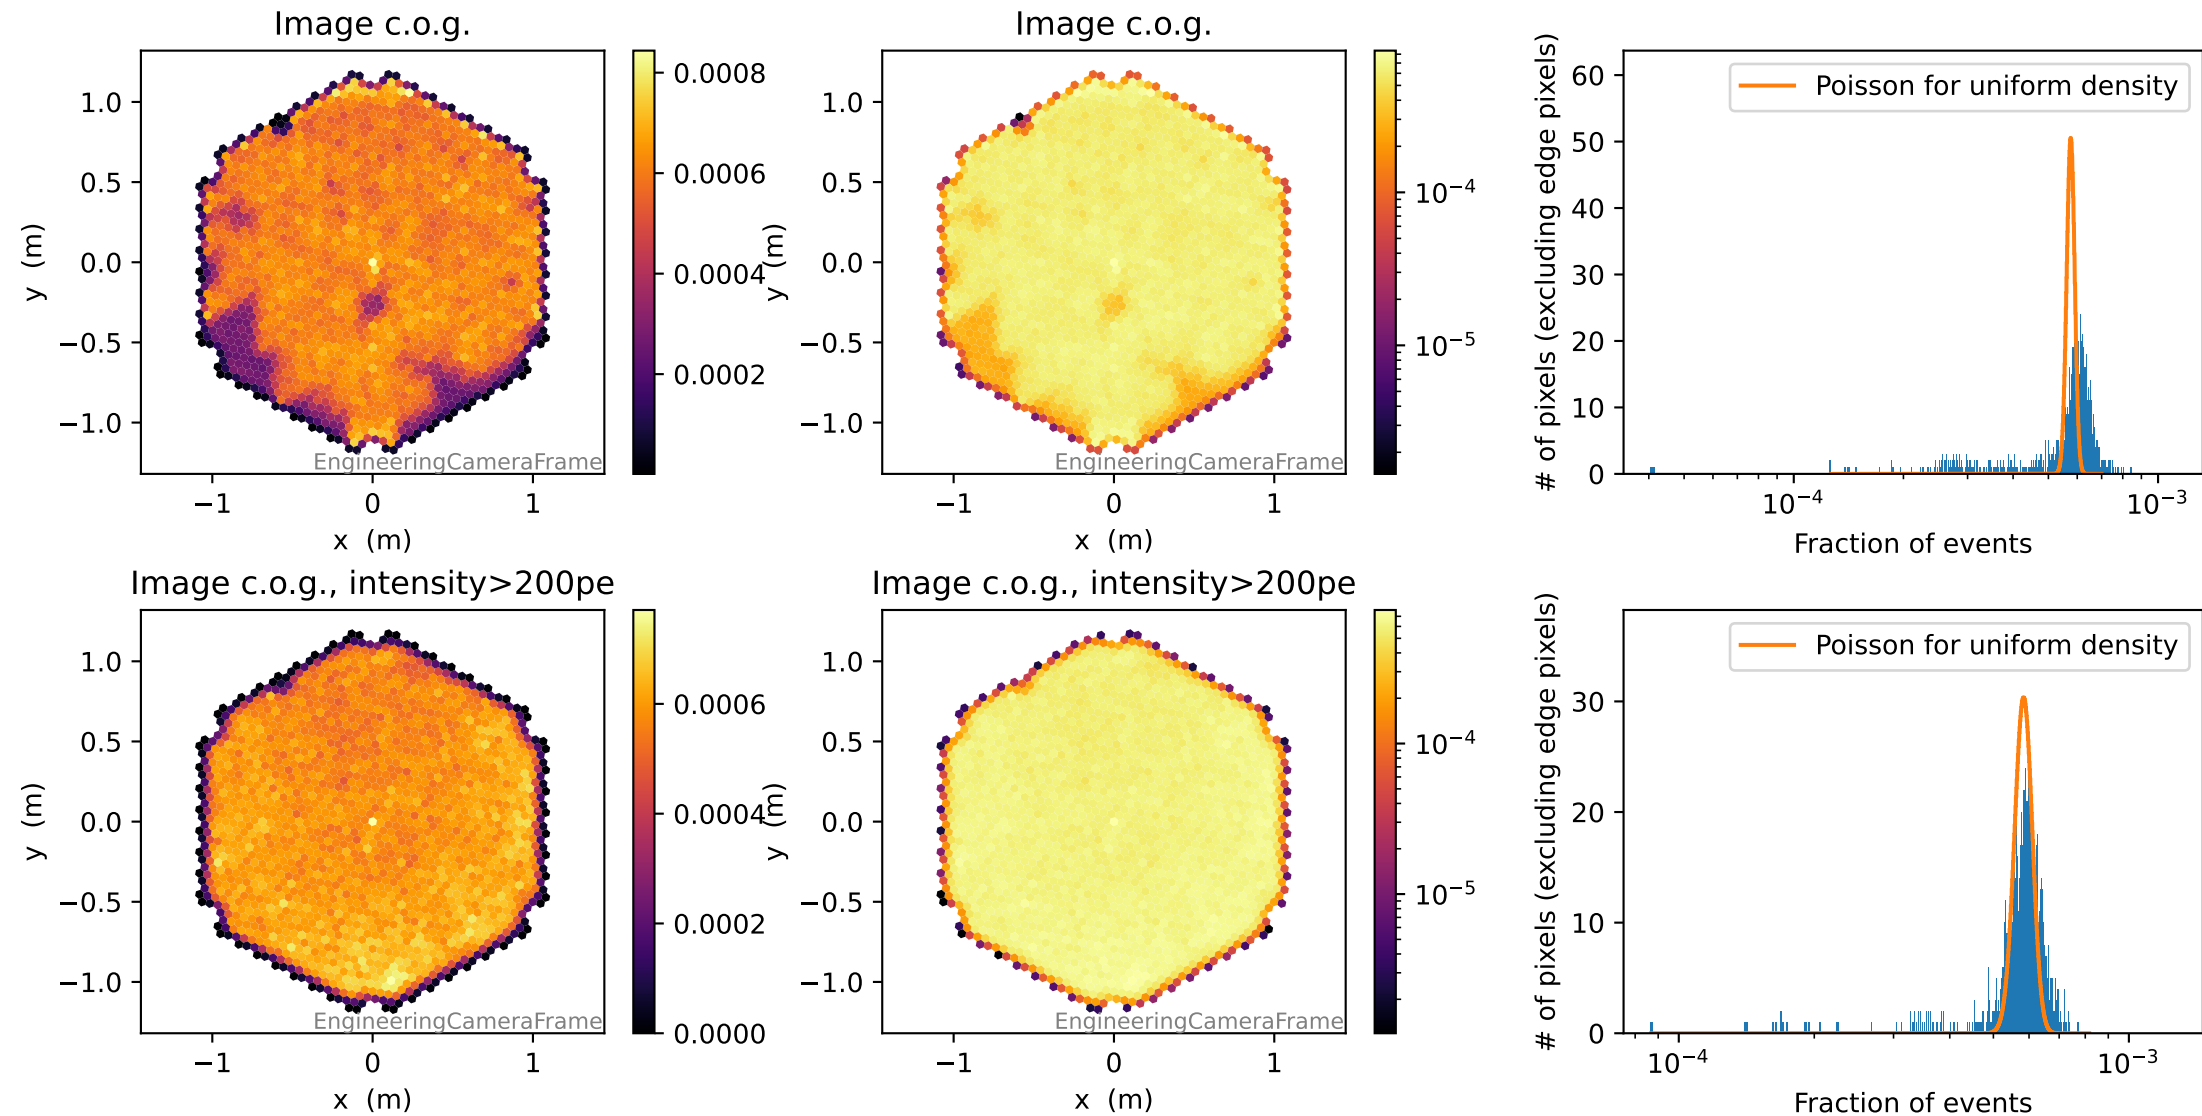 Image c.o.g.
1.0
0.5
0.0
−0.5
−1.0
y (m)
−1
0
1
x (m)
EngineeringCameraFrame
0.0008
0.0006
0.0004
0.0002
Image c.o.g.
1.0
0.5
0.0
−0.5
−1.0
y (m)
−1
0
1
x (m)
EngineeringCameraFrame
10−4
10−5
# of pixels (excluding edge pixels)
60
50
40
30
20
10
0
Poisson for uniform density
10−4
10−3
Fraction of events
Image c.o.g., intensity>200pe
1.0
0.5
0.0
−0.5
−1.0
y (m)
−1
0
1
x (m)
EngineeringCameraFrame
0.0006
0.0004
0.0002
0.0000
Image c.o.g., intensity>200pe
1.0
0.5
0.0
−0.5
−1.0
y (m)
−1
0
1
x (m)
EngineeringCameraFrame
10−4
10−5
# of pixels (excluding edge pixels)
30
20
10
0
Poisson for uniform density
10−4
10−3
Fraction of events